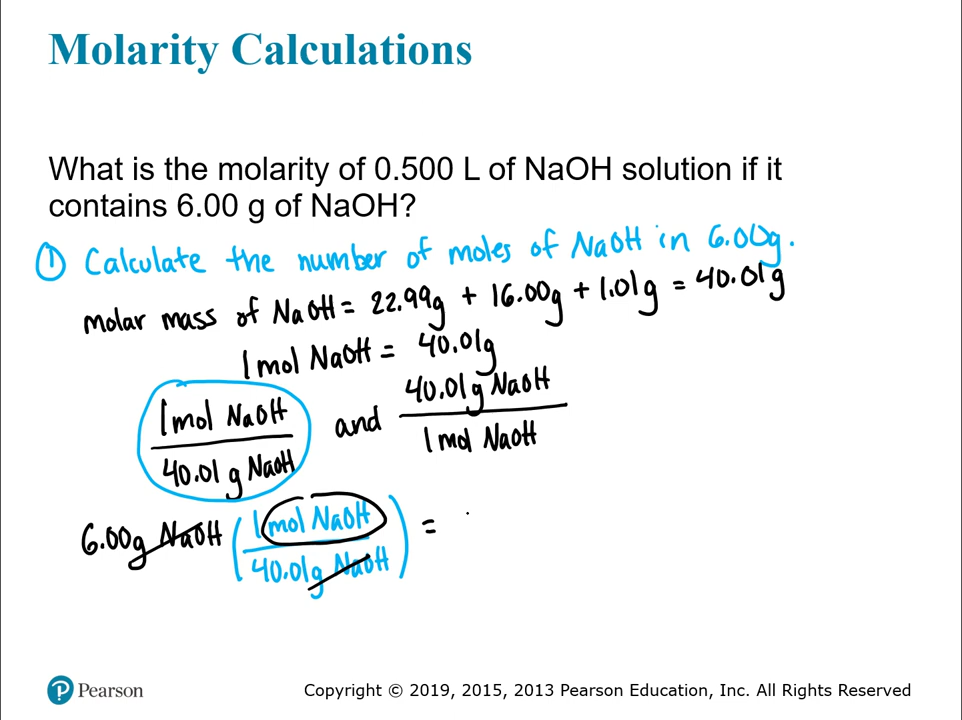 Molarity Calculations
What is the molarity of 0.500 L of NaOH solution if it
contains 6.00 g of NaOH?
① Calculate the number of moles of NaOH in 6.00g.
molar mass of NaOH = 22.99g + 16.00g + 1.01g = 40.01g
1 mol NaOH = 40.01g
1 mol NaOH
40.01 g NaOH
and
40.01g NaOH
1 mol NaOH
6.00g NaOH ( 1 mol NaOH
40.01g NaOH ) =
Pearson
Copyright © 2019, 2015, 2013 Pearson Education, Inc. All Rights Reserved